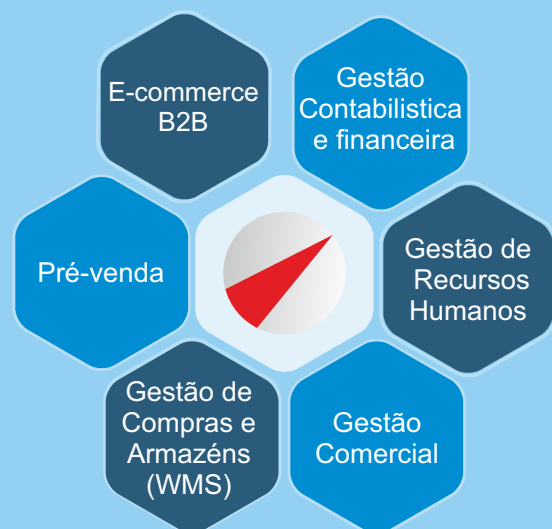 E-commerce
B2B
Gestão
Contabilistica
e financeira
Pré-venda
Gestão de
Recursos
Humanos
Gestão de
Compras e
Armazéns
(WMS)
Gestão
Comercial